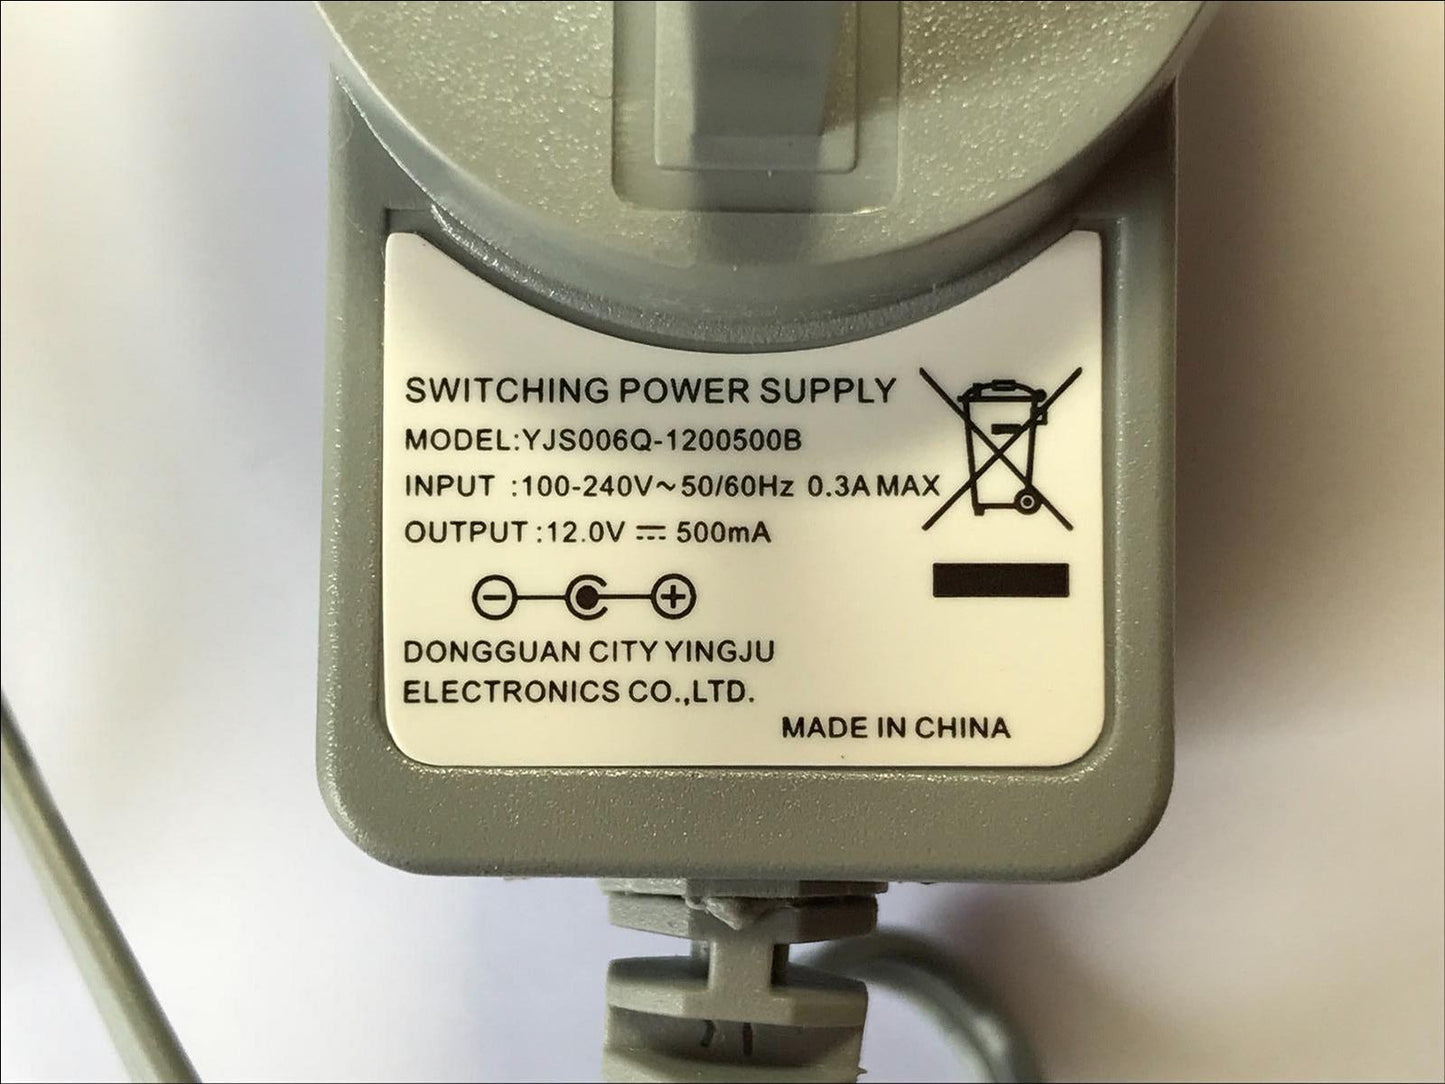 SWITCHING POWER SUPPLY
MODEL:YJS006Q-1200500B
INPUT :100-240V~50/60Hz 0.3A MAX
OUTPUT :12.0V ⎓ 500mA
DONGGUAN CITY YINGJU
ELECTRONICS CO.,LTD.
MADE IN CHINA